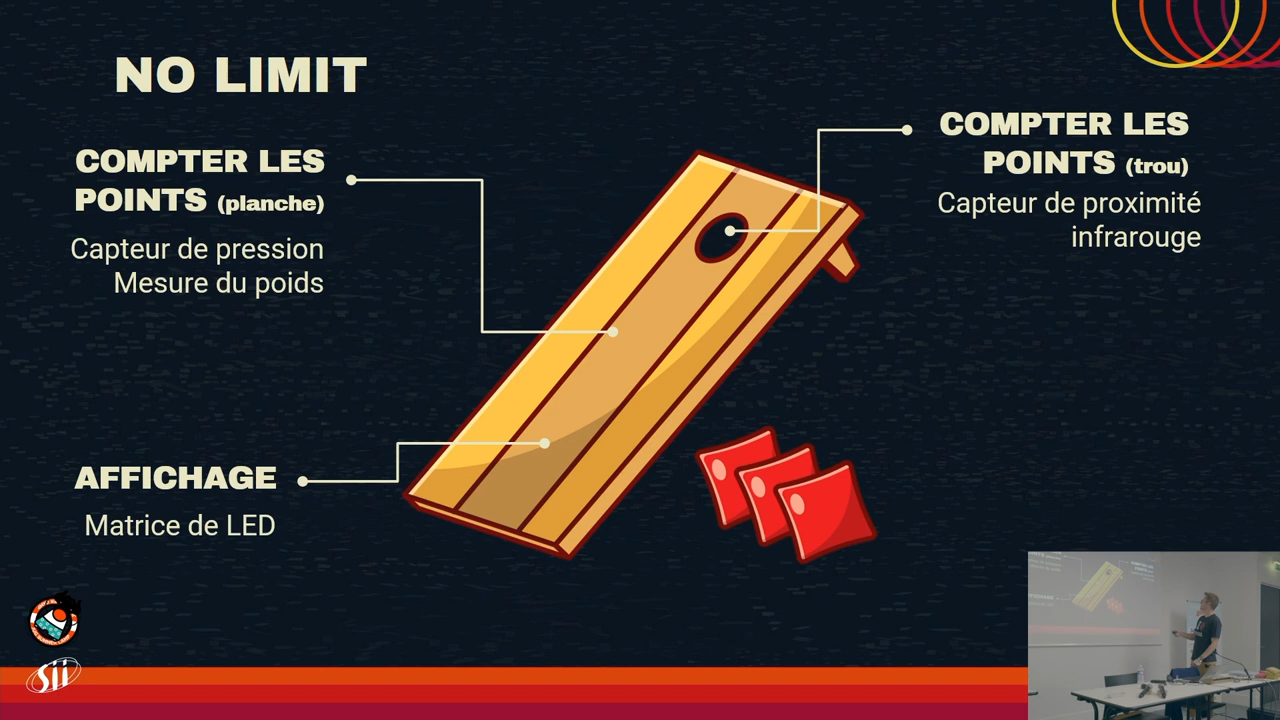 NO LIMIT
COMPTER LES
POINTS (planche)
Capteur de pression
Mesure du poids
COMPTER LES
POINTS (trou)
Capteur de proximité
infrarouge
AFFICHAGE
Matrice de LED
Sii